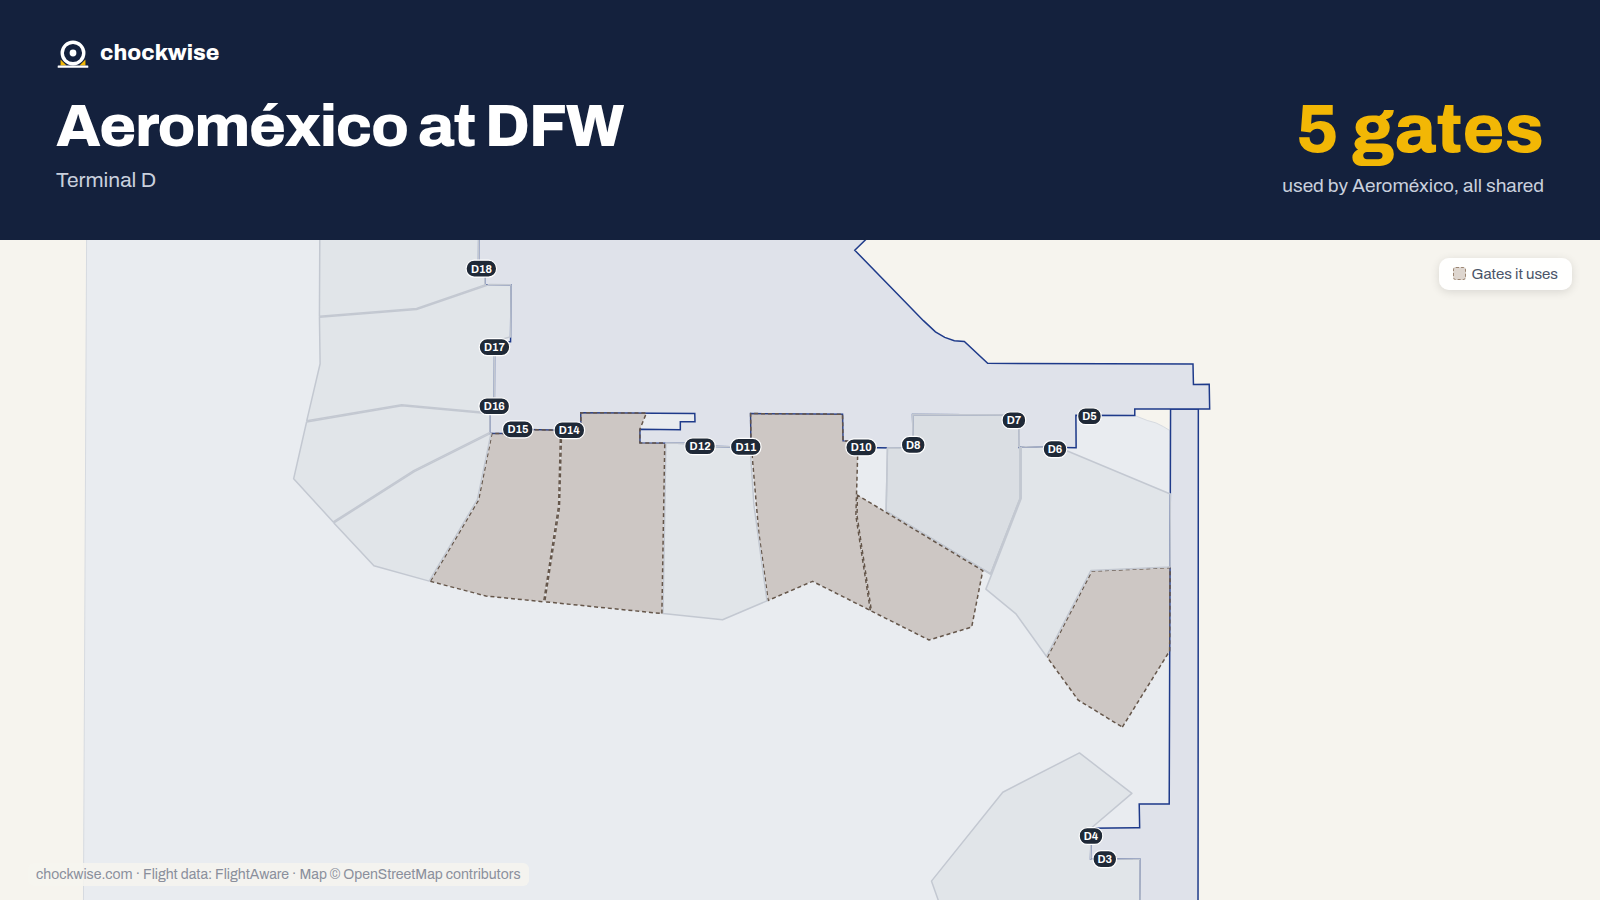 chockwise
Aeroméxico at DFW
Terminal D
5 gates
used by Aeroméxico, all shared
Gates it uses
D18
D17
D16
D15
D14
D12
D11
D10
D8
D7
D6
D5
D4
D3
chockwise.com · Flight data: FlightAware · Map © OpenStreetMap contributors